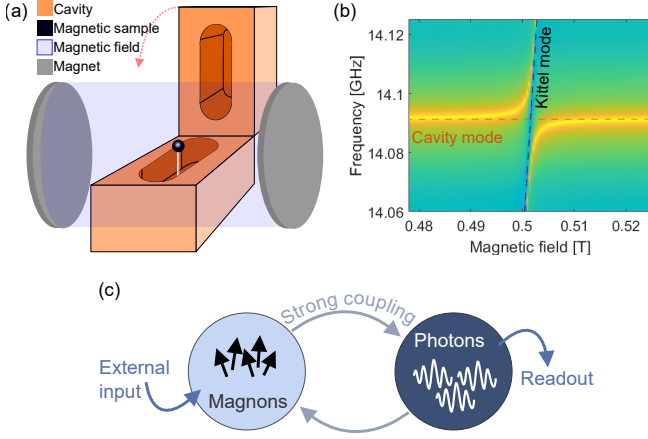 (a)
Cavity
Magnetic sample
Magnetic field
Magnet
(b)
Frequency [GHz]
14.12
14.1
14.08
14.06
Kittel mode
Cavity mode
0.48
0.49
0.5
0.51
0.52
Magnetic field [T]
(c)
Strong coupling
External
input
Magnons
Photons
Readout